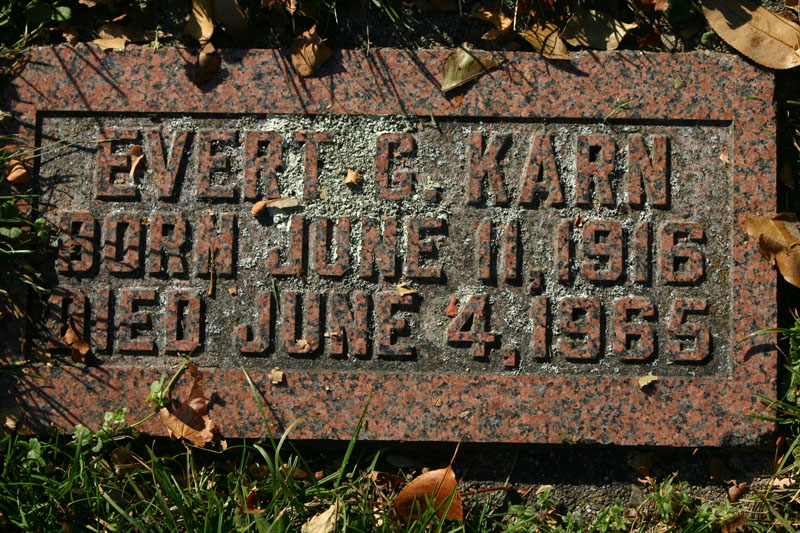 EVERT G. KARN
BORN JUNE 11, 1916
DIED JUNE 4, 1965